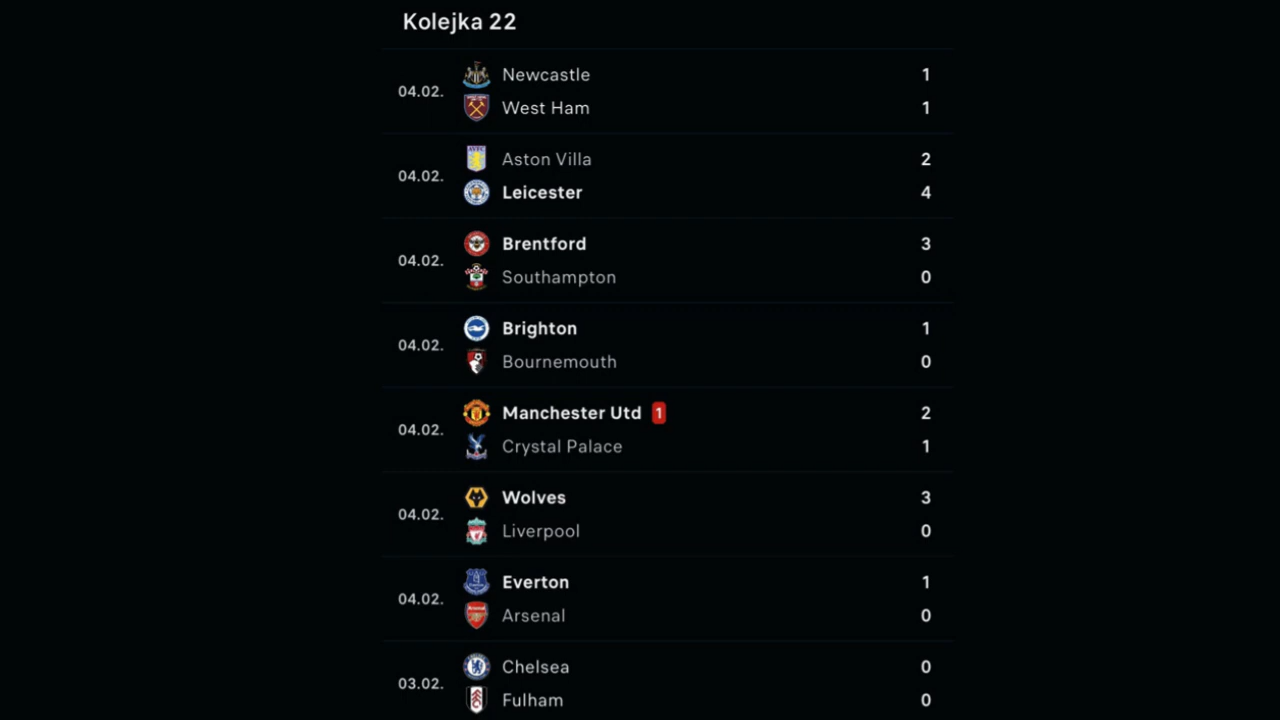 Kolejka 22
04.02.
Newcastle 1
West Ham 1
04.02.
Aston Villa 2
Leicester 4
04.02.
Brentford 3
Southampton 0
04.02.
Brighton 1
Bournemouth 0
04.02.
Manchester Utd 1 2
Crystal Palace 1
04.02.
Wolves 3
Liverpool 0
04.02.
Everton 1
Arsenal 0
03.02.
Chelsea 0
Fulham 0